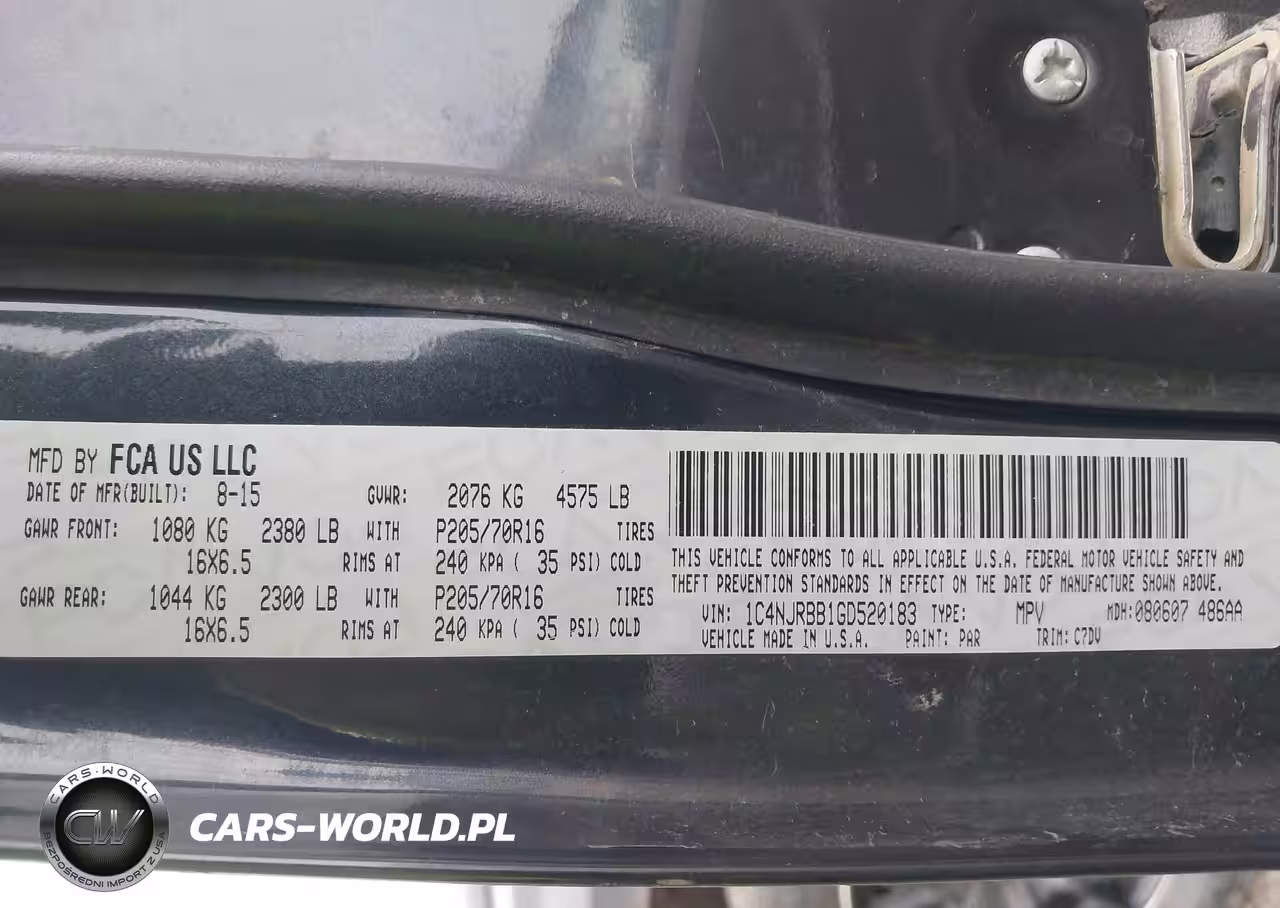 MFD BY FCA US LLC
DATE OF MFR(BUILT): 8-15 GVWR: 2076 KG 4575 LB
GAWR FRONT: 1080 KG 2380 LB WITH P205/70R16 TIRES
16X6.5 RIMS AT 240 KPA ( 35 PSI) COLD
GAWR REAR: 1044 KG 2300 LB WITH P205/70R16 TIRES
16X6.5 RIMS AT 240 KPA ( 35 PSI) COLD
THIS VEHICLE CONFORMS TO ALL APPLICABLE U.S.A. FEDERAL MOTOR VEHICLE SAFETY AND
THEFT PREVENTION STANDARDS IN EFFECT ON THE DATE OF MANUFACTURE SHOWN ABOVE.
VIN: 1C4NJRBB1GD520183 TYPE: MPV MDH:080607 486AA
VEHICLE MADE IN U.S.A. PAINT: PAR TRIM: C7DV
CARS-WORLD
CW
BEZPOŚREDNI IMPORT Z USA
CARS-WORLD.PL